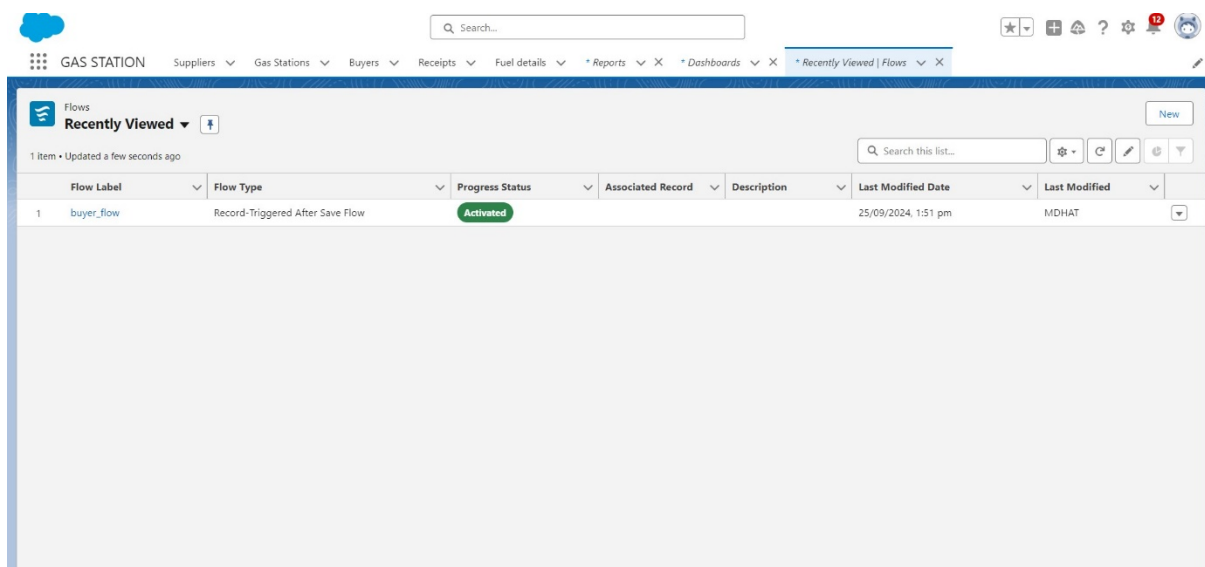 Search...
12
GAS STATION Suppliers Gas Stations Buyers Receipts Fuel details * Reports * Dashboards * Recently Viewed | Flows
Flows
Recently Viewed
New
1 item • Updated a few seconds ago
Search this list...
Flow Label Flow Type Progress Status Associated Record Description Last Modified Date Last Modified
1 buyer_flow Record-Triggered After Save Flow Activated 25/09/2024, 1:51 pm MDHAT